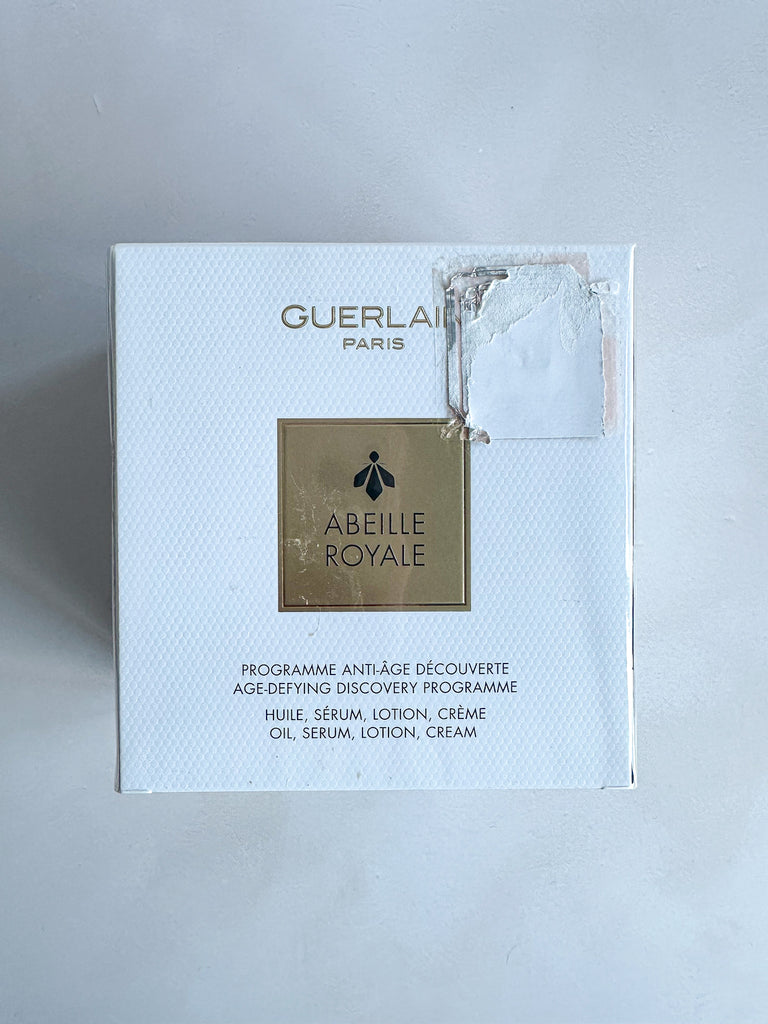 GUERLAIN
PARIS
ABEILLE
ROYALE
PROGRAMME ANTI-ÂGE DÉCOUVERTE
AGE-DEFYING DISCOVERY PROGRAMME
HUILE, SÉRUM, LOTION, CRÈME
OIL, SERUM, LOTION, CREAM